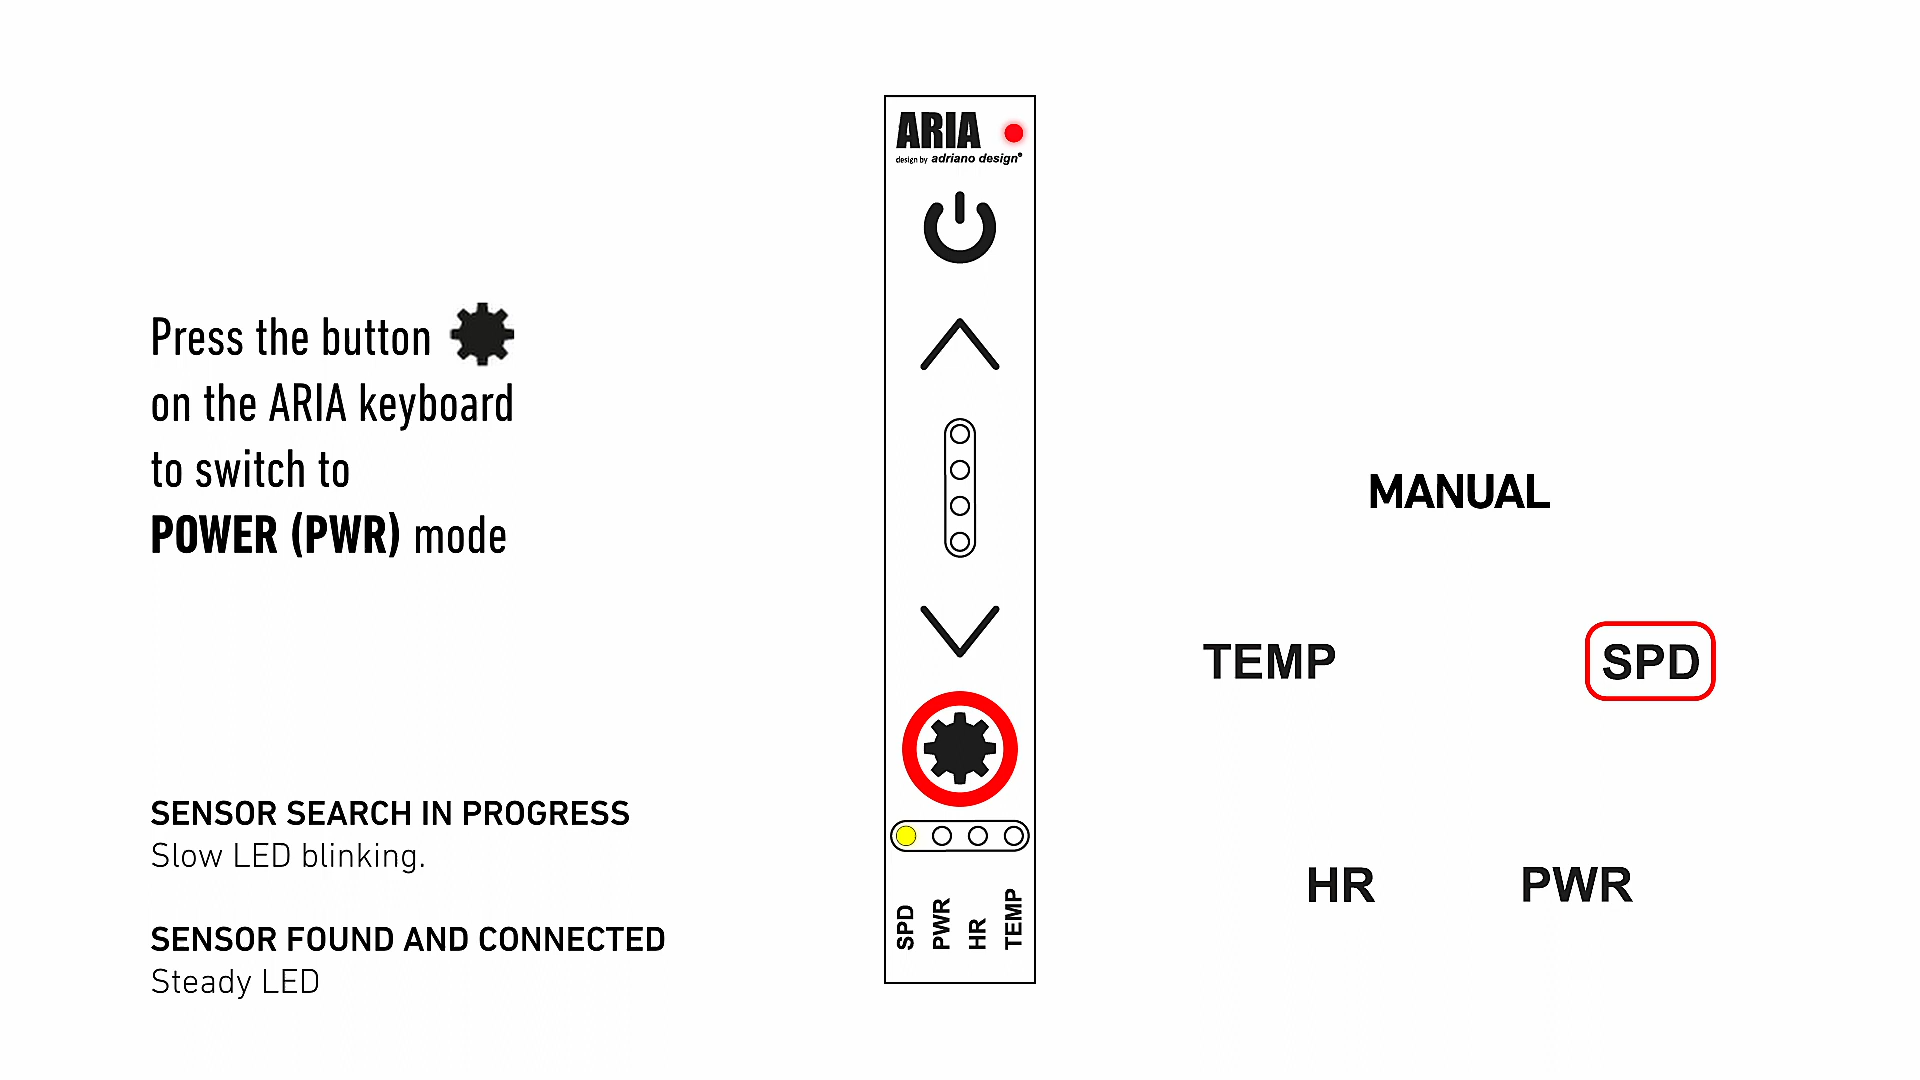 Press the button
on the ARIA keyboard
to switch to
POWER (PWR) mode
SENSOR SEARCH IN PROGRESS
Slow LED blinking.
SENSOR FOUND AND CONNECTED
Steady LED
ARIA
design by adriano design®
SPD
PWR
HR
TEMP
MANUAL
TEMP
SPD
HR
PWR